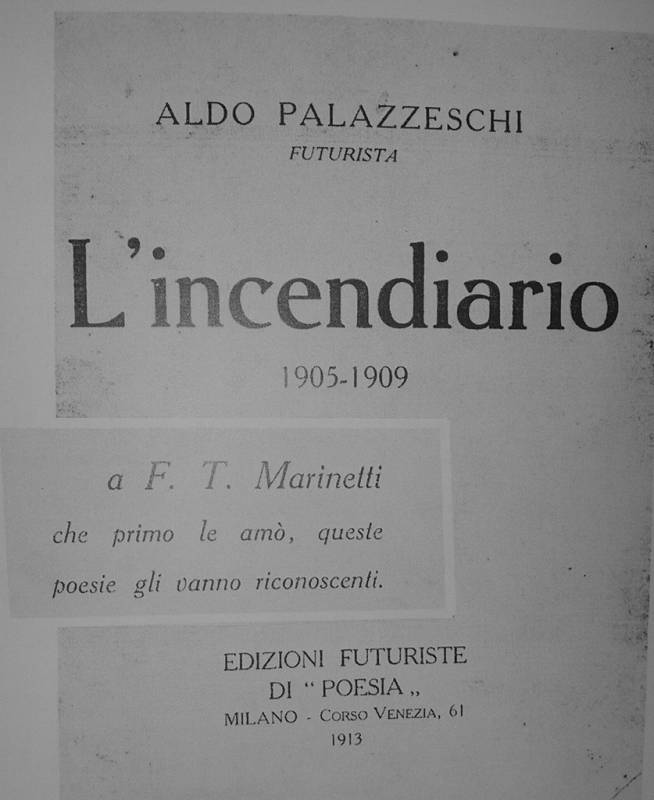 ALDO PALAZZESCHI
FUTURISTA
L'incendiario
1905-1909
a F. T. Marinetti
che primo le amò, queste
poesie gli vanno riconoscenti.
EDIZIONI FUTURISTE
DI “ POESIA „
MILANO - CORSO VENEZIA, 61
1913